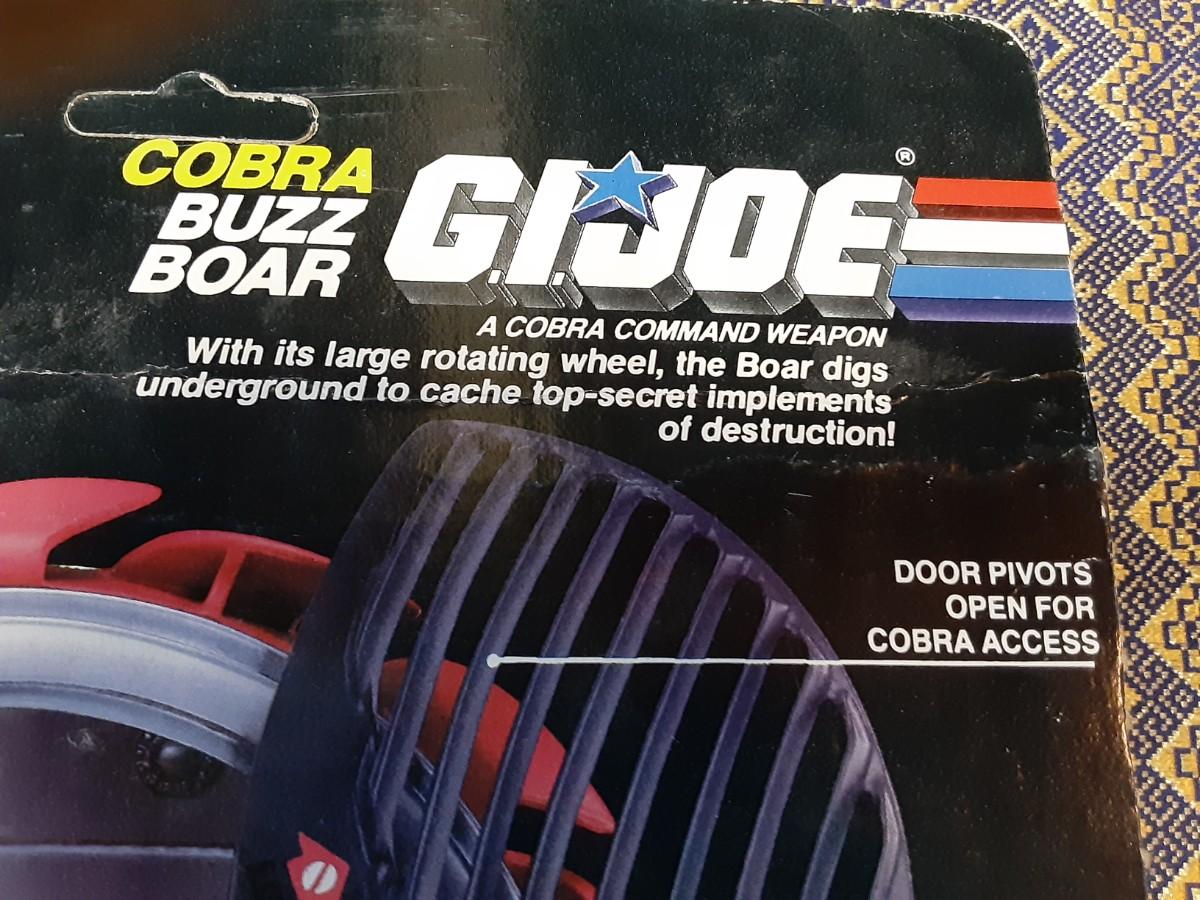 COBRA
BUZZ
BOAR
G.I.JOE ®
A COBRA COMMAND WEAPON
With its large rotating wheel, the Boar digs
underground to cache top-secret implements
of destruction!
DOOR PIVOTS
OPEN FOR
COBRA ACCESS